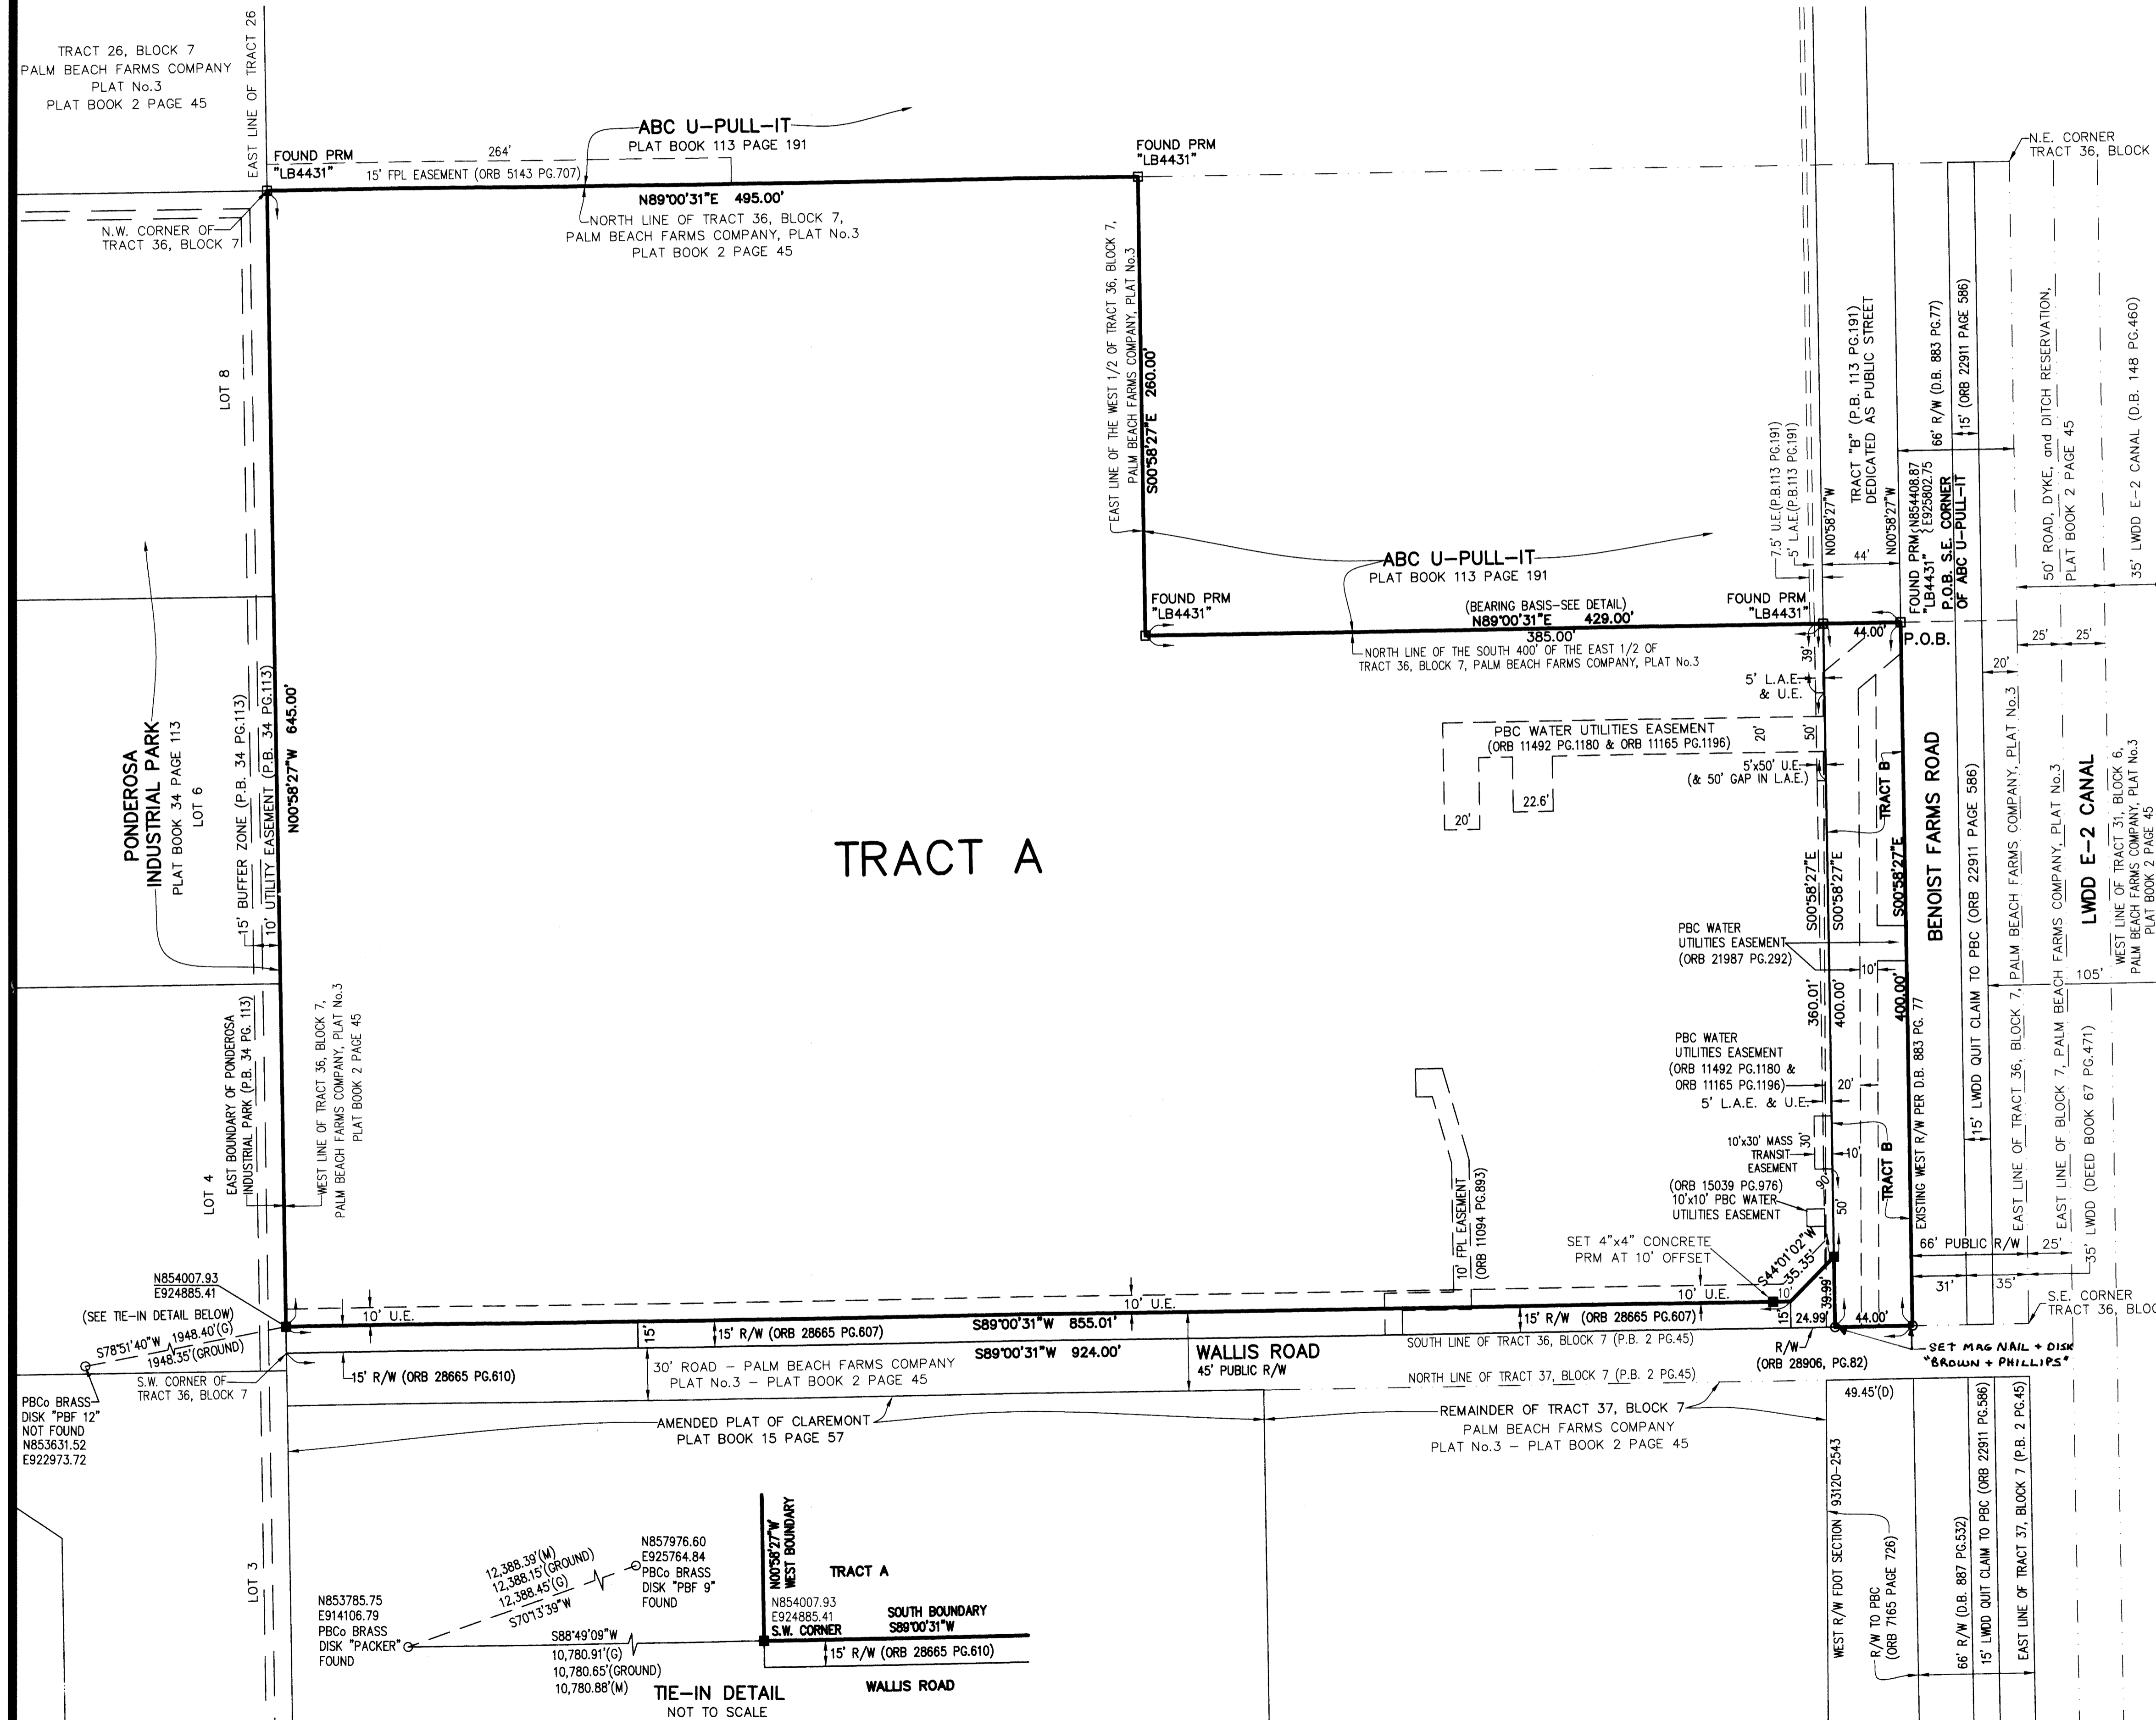 TRACT 26, BLOCK 7
PALM BEACH FARMS COMPANY
PLAT No.3
PLAT BOOK 2 PAGE 45
EAST LINE OF TRACT 26
FOUND PRM
"LB4431"
264'
15' FPL EASEMENT (ORB 5143 PG.707)
ABC U-PULL-IT
PLAT BOOK 113 PAGE 191
N89°00'31"E 495.00'
NORTH LINE OF TRACT 36, BLOCK 7,
PALM BEACH FARMS COMPANY, PLAT No.3
PLAT BOOK 2 PAGE 45
FOUND PRM
"LB4431"
N.W. CORNER OF
TRACT 36, BLOCK 7
N.E. CORNER
TRACT 36, BLOCK
LOT 8
EAST LINE OF THE WEST 1/2 OF TRACT 36, BLOCK 7,
PALM BEACH FARMS COMPANY, PLAT No.3
S00°58'27"E 260.00'
ABC U-PULL-IT
PLAT BOOK 113 PAGE 191
FOUND PRM
"LB4431"
(BEARING BASIS-SEE DETAIL)
N89°00'31"E 429.00'
385.00'
NORTH LINE OF THE SOUTH 400' OF THE EAST 1/2 OF
TRACT 36, BLOCK 7, PALM BEACH FARMS COMPANY, PLAT No.3
FOUND PRM
"LB4431"
7.5' U.E.(P.B.113 PG.191)
5' L.A.E.(P.B.113 PG.191)
N00°58'27"W
44'
TRACT "B" (P.B. 113 PG.191)
DEDICATED AS PUBLIC STREET
N00°58'27"W
FOUND PRM
"LB4431"
N854408.87
E925802.75
P.O.B. S.E. CORNER
OF ABC U-PULL-IT
66' R/W (D.B. 883 PG.77)
15' (ORB 22911 PAGE 586)
50' ROAD, DYKE, and DITCH RESERVATION,
PLAT BOOK 2 PAGE 45
35' LWDD E-2 CANAL (D.B. 148 PG.460)
44.00'
P.O.B.
25'
25'
20'
39'
5' L.A.E.
& U.E.
PBC WATER UTILITIES EASEMENT
(ORB 11492 PG.1180 & ORB 11165 PG.1196)
20'
50'
5'x50' U.E.
(& 50' GAP IN L.A.E.)
20'
22.6'
PONDEROSA
INDUSTRIAL PARK
PLAT BOOK 34 PAGE 113
LOT 6
15' BUFFER ZONE (P.B. 34 PG.113)
10' UTILITY EASEMENT (P.B. 34 PG.113)
N00°58'27"W 645.00'
TRACT A
TRACT B
S00°58'27"E
S00°58'27"E
S00°58'27"E
BENOIST FARMS ROAD
15' LWDD QUIT CLAIM TO PBC (ORB 22911 PAGE 586)
EAST LINE OF TRACT 36, BLOCK 7, PALM BEACH FARMS COMPANY, PLAT No.3
EAST LINE OF BLOCK 7, PALM BEACH FARMS COMPANY, PLAT No.3
LWDD E-2 CANAL
WEST LINE OF TRACT 31, BLOCK 6,
PALM BEACH FARMS COMPANY, PLAT No.3
PLAT BOOK 2 PAGE 45
105'
PBC WATER
UTILITIES EASEMENT
(ORB 21987 PG.292)
10'
360.01'
400.00'
400.00'
EXISTING WEST R/W PER D.B. 883 PG. 77
PBC WATER
UTILITIES EASEMENT
(ORB 11492 PG.1180 &
ORB 11165 PG.1196)
20'
5' L.A.E. & U.E.
10'x30' MASS
TRANSIT
EASEMENT
(ORB 15039 PG.976)
30'
10'
90'
50'
TRACT B
10'x10' PBC WATER
UTILITIES EASEMENT
35' LWDD (DEED BOOK 67 PG.471)
EAST BOUNDARY OF PONDEROSA
INDUSTRIAL PARK (P.B. 34 PG. 113)
LOT 4
WEST LINE OF TRACT 36, BLOCK 7,
PALM BEACH FARMS COMPANY, PLAT No.3
PLAT BOOK 2 PAGE 45
10' FPL EASEMENT
(ORB 11094 PG.893)
SET 4"x4" CONCRETE
PRM AT 10' OFFSET
S44°01'02"W
35.35'
66' PUBLIC R/W
25'
31'
35'
S.E. CORNER
TRACT 36, BLOC
N854007.93
E924885.41
(SEE TIE-IN DETAIL BELOW)
S78°51'40"W 1948.40'(G)
1948.35'(GROUND)
S.W. CORNER OF
TRACT 36, BLOCK 7
PBCo BRASS
DISK "PBF 12"
NOT FOUND
N853631.52
E922973.72
10' U.E.
10' U.E.
10' U.E.
10'
15'
39.99'
24.99'
44.00'
15'
15' R/W (ORB 28665 PG.607)
S89°00'31"W 855.01'
15' R/W (ORB 28665 PG.607)
SOUTH LINE OF TRACT 36, BLOCK 7 (P.B. 2 PG.45)
R/W
(ORB 28906, PG.82)
SET MAG NAIL + DISK
"BROWN + PHILLIPS"
15' R/W (ORB 28665 PG.610)
30' ROAD - PALM BEACH FARMS COMPANY
PLAT No.3 - PLAT BOOK 2 PAGE 45
S89°00'31"W 924.00'
WALLIS ROAD
45' PUBLIC R/W
NORTH LINE OF TRACT 37, BLOCK 7 (P.B. 2 PG.45)
49.45'(D)
AMENDED PLAT OF CLAREMONT
PLAT BOOK 15 PAGE 57
REMAINDER OF TRACT 37, BLOCK 7
PALM BEACH FARMS COMPANY
PLAT No.3 - PLAT BOOK 2 PAGE 45
WEST R/W FDOT SECTION 93120-2543
R/W TO PBC
(ORB 7165 PAGE 726)
66' R/W (D.B. 887 PG.532)
15' LWDD QUIT CLAIM TO PBC (ORB 22911 PG.586)
EAST LINE OF TRACT 37, BLOCK 7 (P.B. 2 PG.45)
LOT 3
N853785.75
E914106.79
PBCo BRASS
DISK "PACKER"
FOUND
12,388.39'(M)
12,388.15'(GROUND)
12,388.45'(G)
S70°13'39"W
N857976.60
E925764.84
PBCo BRASS
DISK "PBF 9"
FOUND
S88°49'09"W
10,780.91'(G)
10,780.65'(GROUND)
10,780.88'(M)
N00°58'27"W
WEST BOUNDARY
TRACT A
N854007.93
E924885.41
S.W. CORNER
SOUTH BOUNDARY
S89°00'31"W
15' R/W (ORB 28665 PG.610)
WALLIS ROAD
TIE-IN DETAIL
NOT TO SCALE